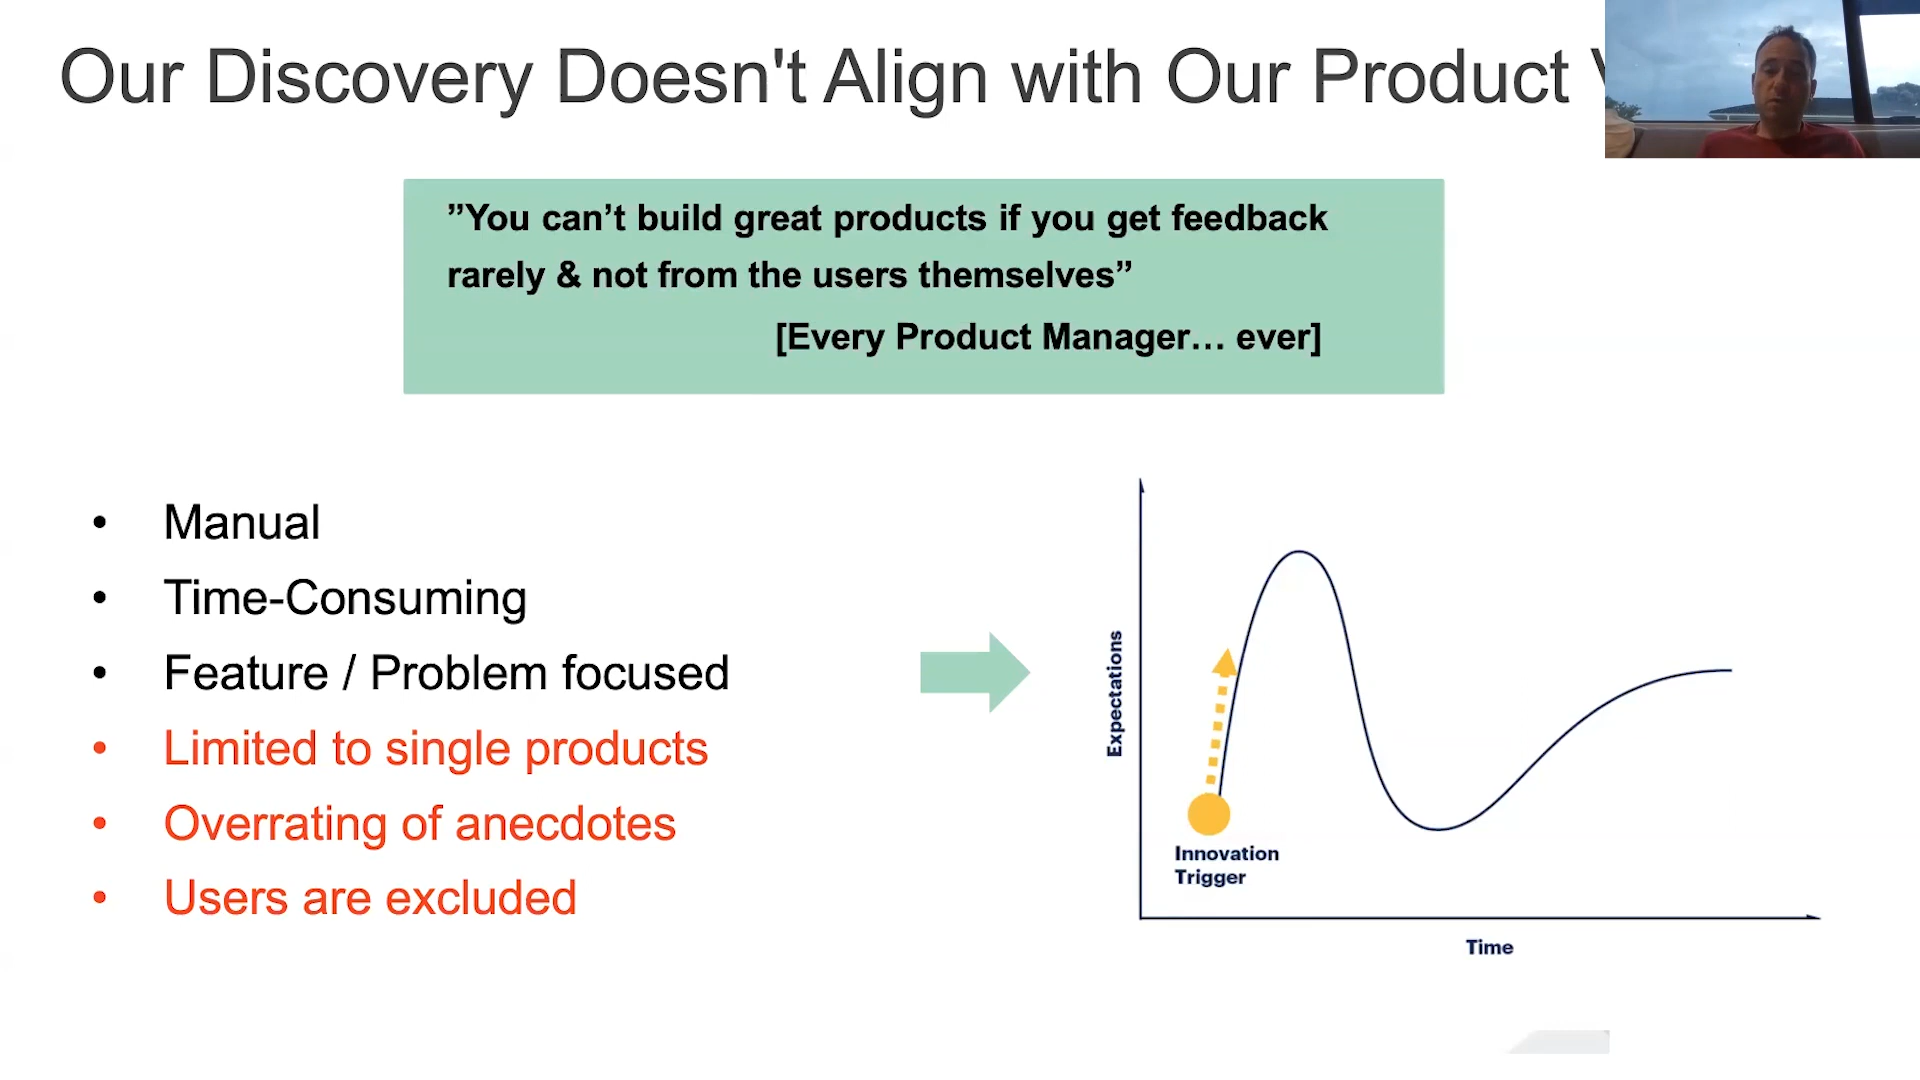 Our Discovery Doesn't Align with Our Product
”You can’t build great products if you get feedback
rarely & not from the users themselves”
[Every Product Manager… ever]
• Manual
• Time-Consuming
• Feature / Problem focused
• Limited to single products
• Overrating of anecdotes
• Users are excluded
Expectations
Innovation
Trigger
Time